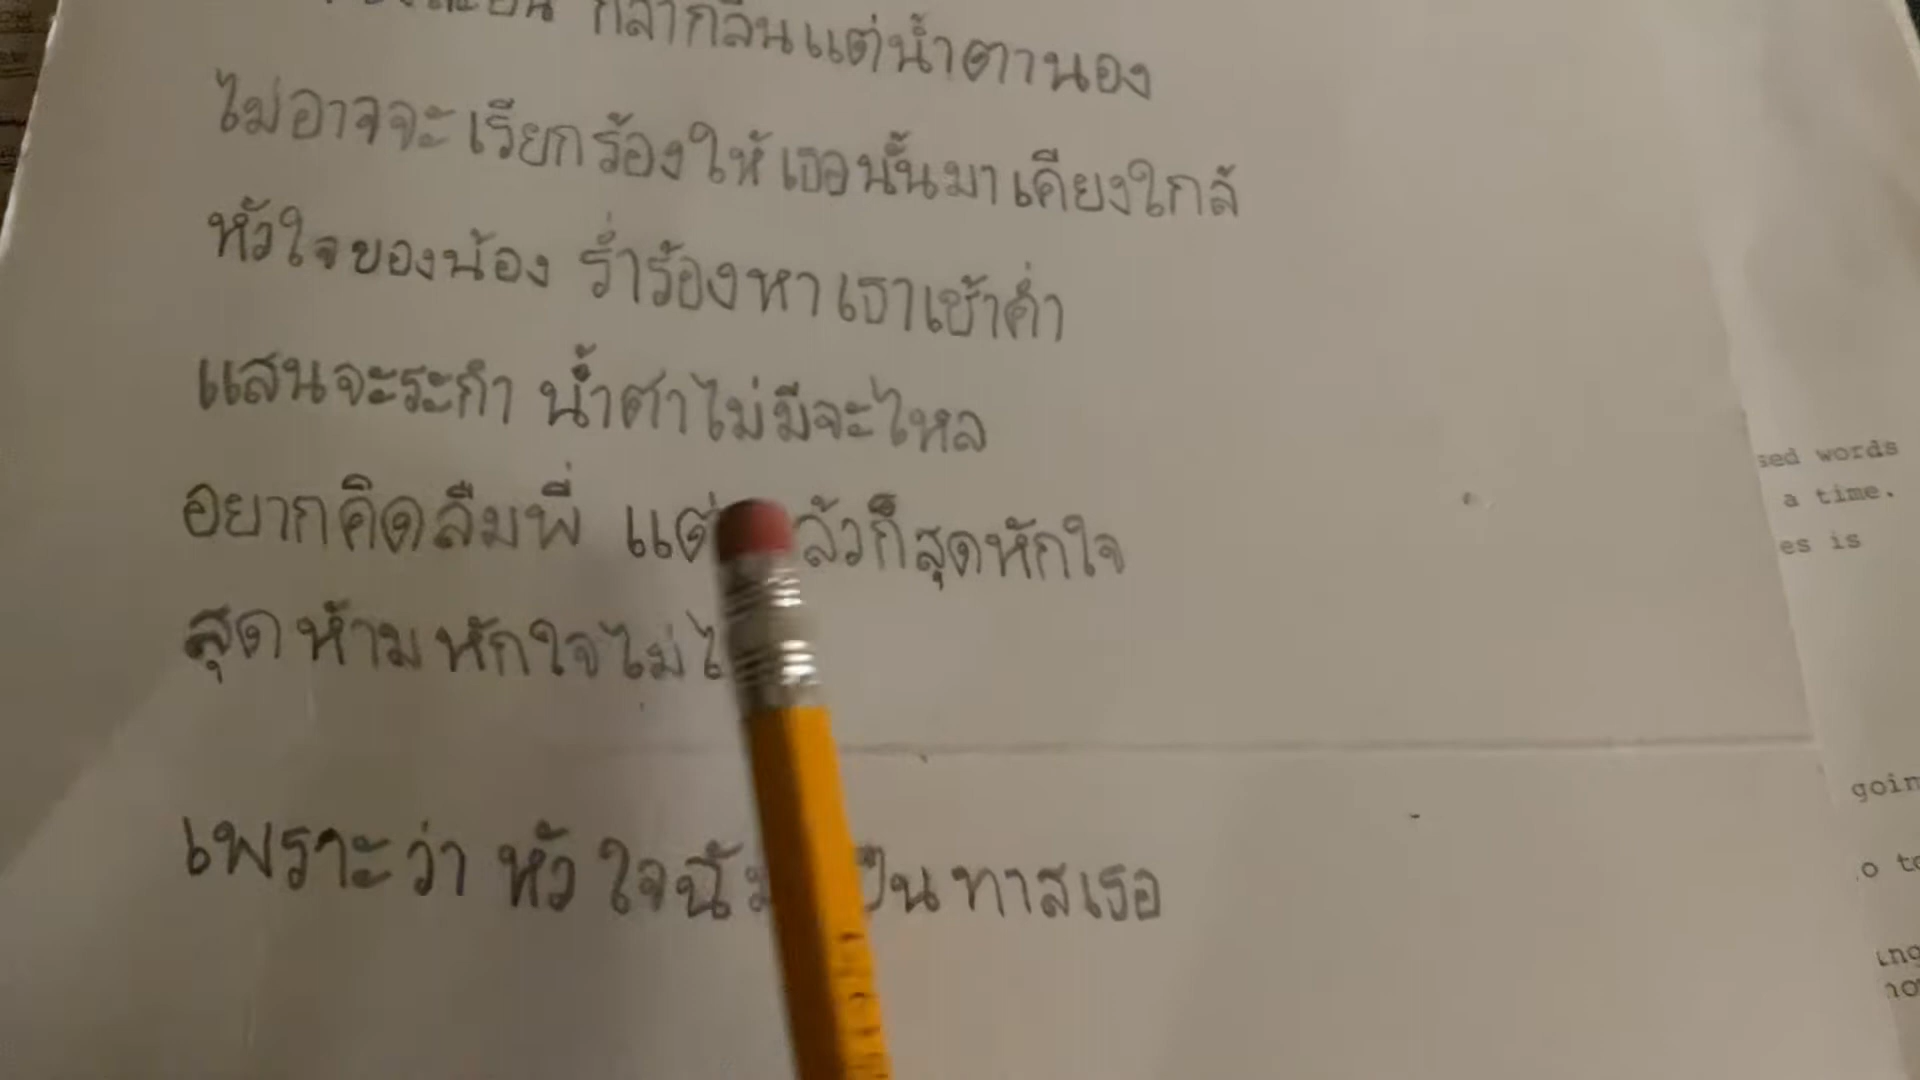 กล้ำกลืนแต่น้ำตานอง
ไม่อาจจะเรียกร้องให้เธอนั้นมาเคียงใกล้
หัวใจของน้อง ร่ำร้องหาเธาเช้าค่ำ
แสนจะระกำ น้ำตาไม่มีจะไหล
อยากคิดลืมพี่ แต่ ล้วก็สุดหักใจ
สุดห้ามหักใจไม่
เพราะว่า หัวใจฉัน ทาสเธอ
sed words
a time.
es is